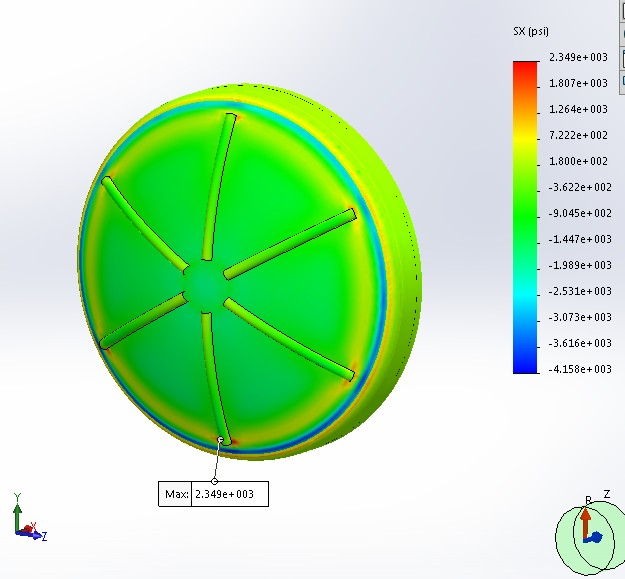 SX (psi)
2.349e+003
1.807e+003
1.264e+003
7.222e+002
1.800e+002
-3.622e+002
-9.045e+002
-1.447e+003
-1.989e+003
-2.531e+003
-3.073e+003
-3.616e+003
-4.158e+003
Max: 2.349e+003
Y
X
Z
R
Z